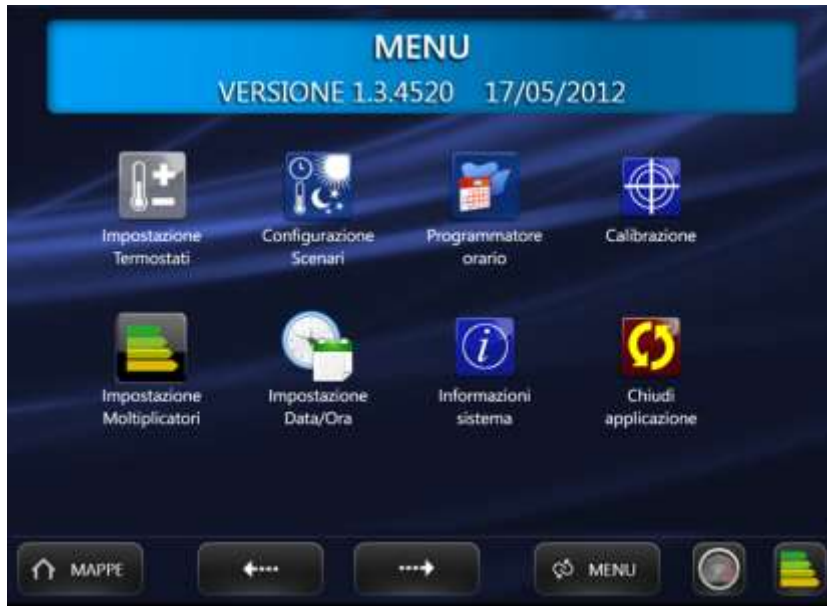 MENU
VERSIONE 1.3.4520 17/05/2012
Impostazione
Termostati
Configurazione
Scenari
Programmatore
orario
Calibrazione
Impostazione
Moltiplicatori
Impostazione
Data/Ora
Informazioni
sistema
Chiudi
applicazione
MAPPE
MENU